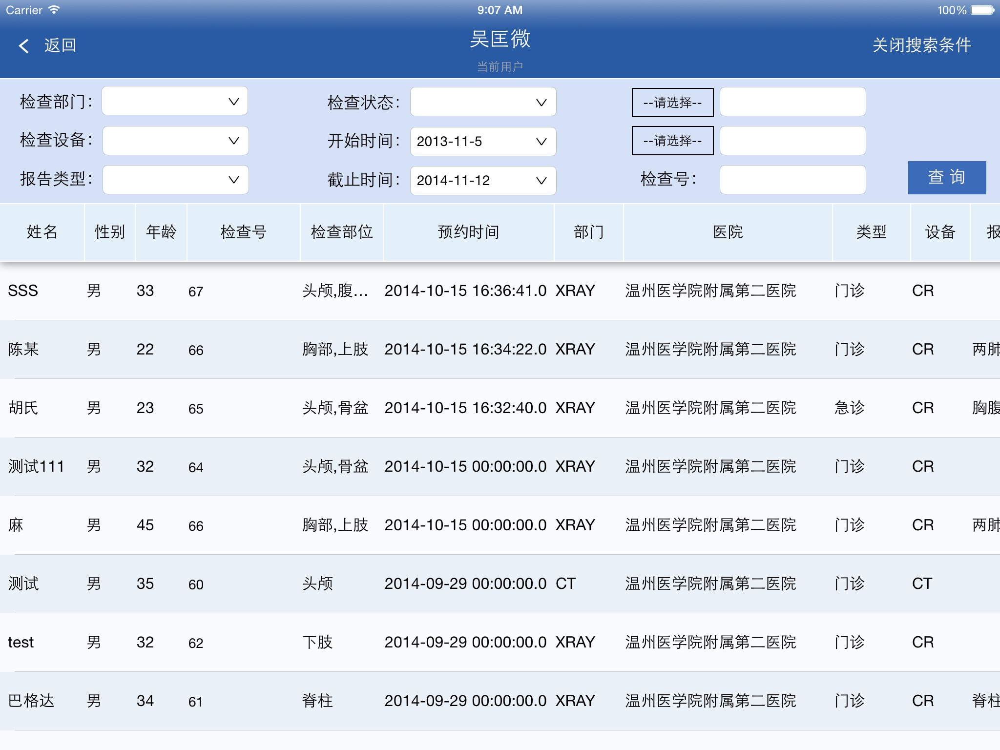 Carrier 9:07 AM 100%
返回 吴匡微 关闭搜索条件
当前用户
检查部门： 检查状态： --请选择--
检查设备： 开始时间： 2013-11-5 --请选择--
报告类型： 截止时间： 2014-11-12 检查号： 查 询
姓名 性别 年龄 检查号 检查部位 预约时间 部门 医院 类型 设备 报
SSS 男 33 67 头颅,腹... 2014-10-15 16:36:41.0 XRAY 温州医学院附属第二医院 门诊 CR
陈某 男 22 66 胸部,上肢 2014-10-15 16:34:22.0 XRAY 温州医学院附属第二医院 门诊 CR 两肺
胡氏 男 23 65 头颅,骨盆 2014-10-15 16:32:40.0 XRAY 温州医学院附属第二医院 急诊 CR 胸腹
测试111 男 32 64 头颅,骨盆 2014-10-15 00:00:00.0 XRAY 温州医学院附属第二医院 门诊 CR
麻 男 45 66 胸部,上肢 2014-10-15 00:00:00.0 XRAY 温州医学院附属第二医院 门诊 CR 两肺
测试 男 35 60 头颅 2014-09-29 00:00:00.0 CT 温州医学院附属第二医院 门诊 CT
test 男 32 62 下肢 2014-09-29 00:00:00.0 XRAY 温州医学院附属第二医院 门诊 CR
巴格达 男 34 61 脊柱 2014-09-29 00:00:00.0 XRAY 温州医学院附属第二医院 门诊 CR 脊柱